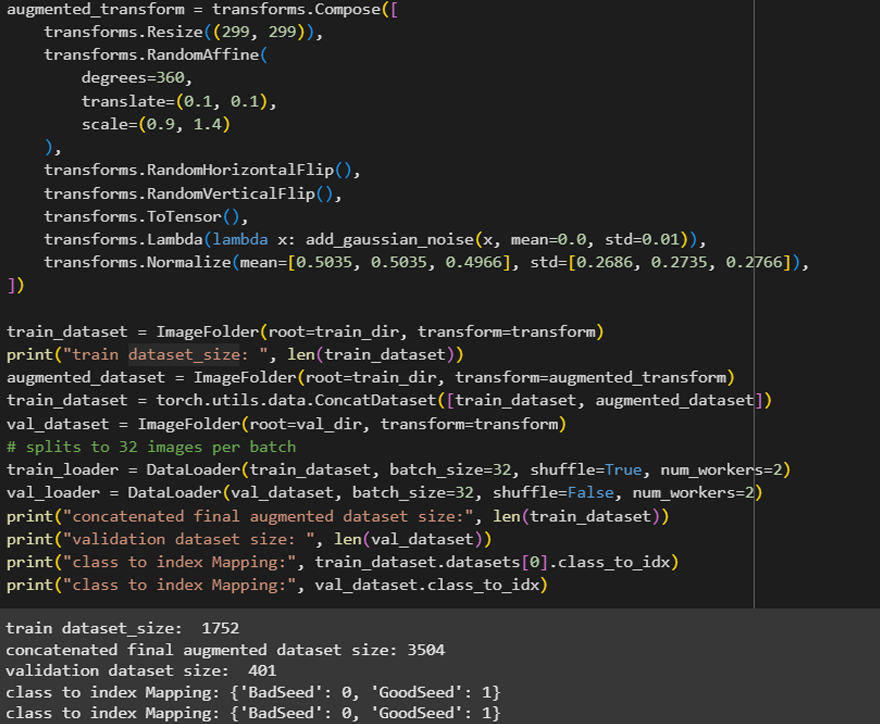 augmented_transform = transforms.Compose([
    transforms.Resize((299, 299)),
    transforms.RandomAffine(
        degrees=360,
        translate=(0.1, 0.1),
        scale=(0.9, 1.4)
    ),
    transforms.RandomHorizontalFlip(),
    transforms.RandomVerticalFlip(),
    transforms.ToTensor(),
    transforms.Lambda(lambda x: add_gaussian_noise(x, mean=0.0, std=0.01)),
    transforms.Normalize(mean=[0.5035, 0.5035, 0.4966], std=[0.2686, 0.2735, 0.2766]),
])
train_dataset = ImageFolder(root=train_dir, transform=transform)
print("train dataset_size: ", len(train_dataset))
augmented_dataset = ImageFolder(root=train_dir, transform=augmented_transform)
train_dataset = torch.utils.data.ConcatDataset([train_dataset, augmented_dataset])
val_dataset = ImageFolder(root=val_dir, transform=transform)
# splits to 32 images per batch
train_loader = DataLoader(train_dataset, batch_size=32, shuffle=True, num_workers=2)
val_loader = DataLoader(val_dataset, batch_size=32, shuffle=False, num_workers=2)
print("concatenated final augmented dataset size:", len(train_dataset))
print("validation dataset size: ", len(val_dataset))
print("class to index Mapping:", train_dataset.datasets[0].class_to_idx)
print("class to index Mapping:", val_dataset.class_to_idx)
train dataset_size:  1752
concatenated final augmented dataset size: 3504
validation dataset size:  401
class to index Mapping: {'BadSeed': 0, 'GoodSeed': 1}
class to index Mapping: {'BadSeed': 0, 'GoodSeed': 1}